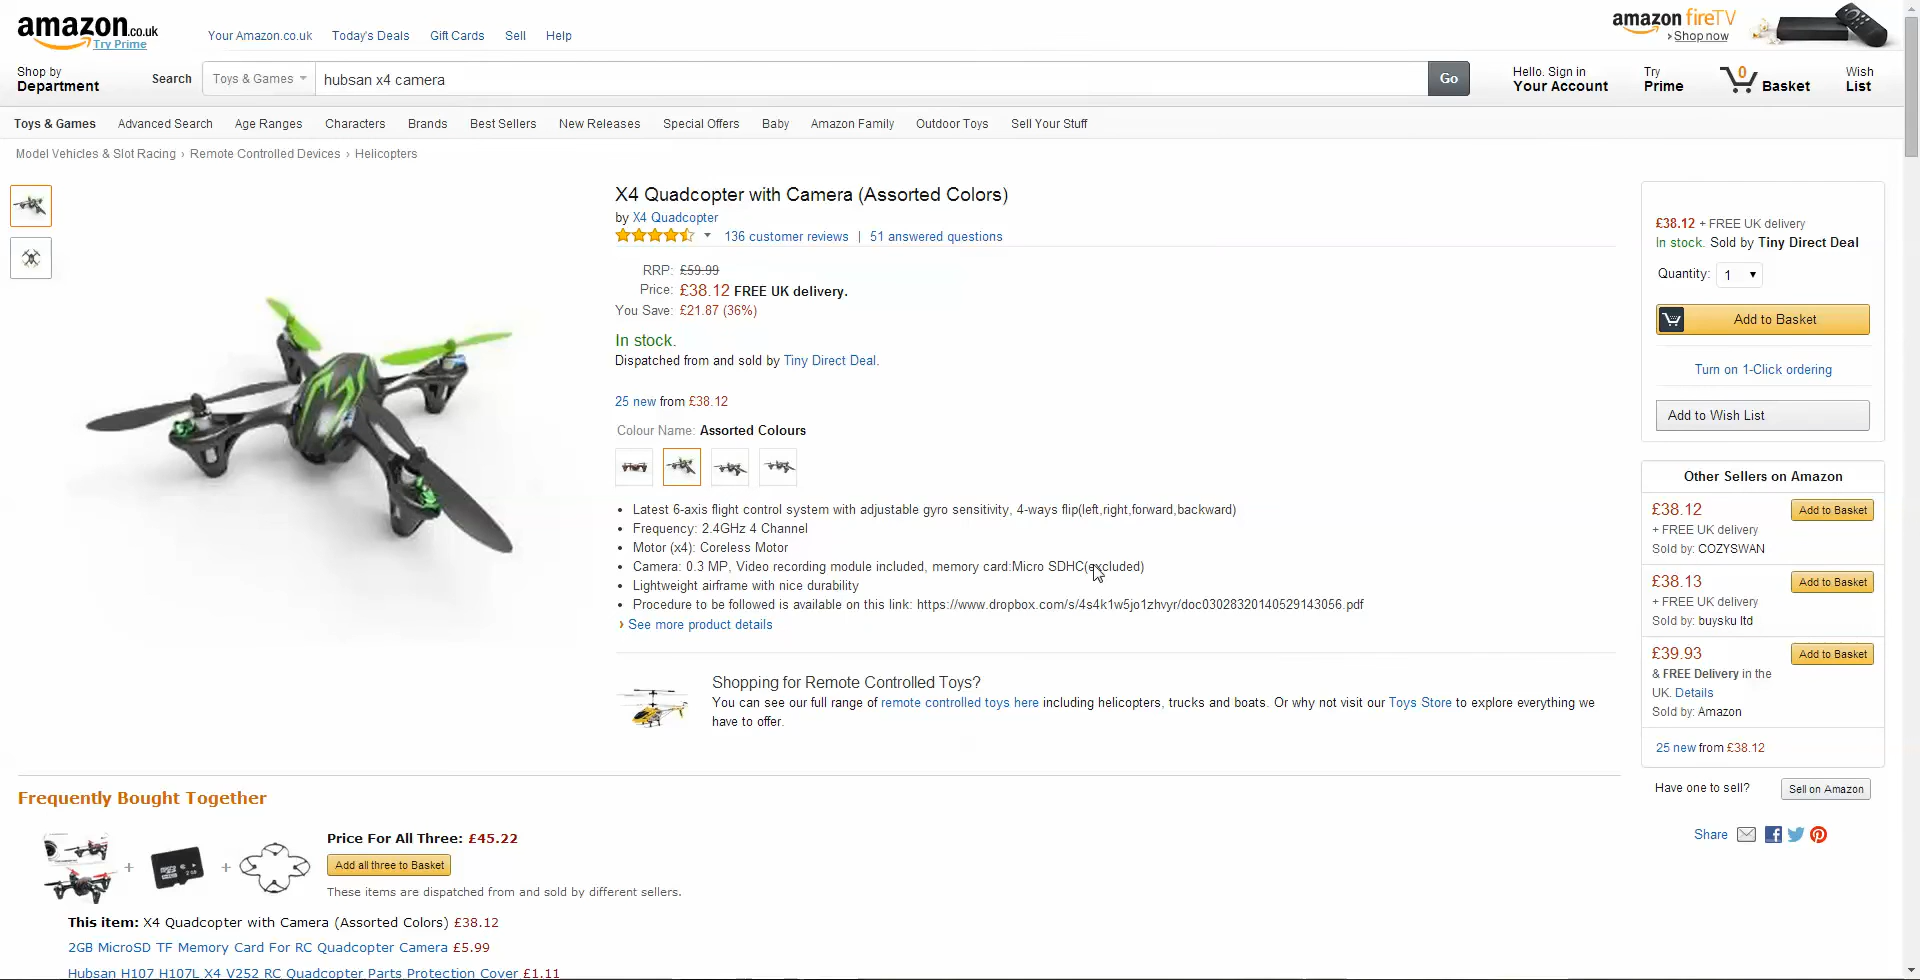 amazon.co.uk
Try Prime
Your Amazon.co.uk Today's Deals Gift Cards Sell Help
amazon fireTV
›Shop now
Shop by
Department
Search Toys & Games hubsan x4 camera Go
Hello. Sign in
Your Account
Try
Prime
0 Basket
Wish
List
Toys & Games Advanced Search Age Ranges Characters Brands Best Sellers New Releases Special Offers Baby Amazon Family Outdoor Toys Sell Your Stuff
Model Vehicles & Slot Racing › Remote Controlled Devices › Helicopters
X4 Quadcopter with Camera (Assorted Colors)
by X4 Quadcopter
136 customer reviews | 51 answered questions
RRP: £59.99
Price: £38.12 FREE UK delivery.
You Save: £21.87 (36%)
In stock.
Dispatched from and sold by Tiny Direct Deal.
25 new from £38.12
Colour Name: Assorted Colours
• Latest 6-axis flight control system with adjustable gyro sensitivity, 4-ways flip(left,right,forward,backward)
• Frequency: 2.4GHz 4 Channel
• Motor (x4): Coreless Motor
• Camera: 0.3 MP, Video recording module included, memory card:Micro SDHC(excluded)
• Lightweight airframe with nice durability
• Procedure to be followed is available on this link: https://www.dropbox.com/s/4s4k1w5jo1zhvyr/doc03028320140529143056.pdf
› See more product details
Shopping for Remote Controlled Toys?
You can see our full range of remote controlled toys here including helicopters, trucks and boats. Or why not visit our Toys Store to explore everything we
have to offer.
£38.12 + FREE UK delivery
In stock. Sold by Tiny Direct Deal
Quantity: 1
Add to Basket
Turn on 1-Click ordering
Add to Wish List
Other Sellers on Amazon
£38.12 Add to Basket
+ FREE UK delivery
Sold by: COZYSWAN
£38.13 Add to Basket
+ FREE UK delivery
Sold by: buysku ltd
£39.93 Add to Basket
& FREE Delivery in the
UK. Details
Sold by: Amazon
25 new from £38.12
Have one to sell? Sell on Amazon
Share
Frequently Bought Together
Price For All Three: £45.22
Add all three to Basket
These items are dispatched from and sold by different sellers.
This item: X4 Quadcopter with Camera (Assorted Colors) £38.12
2GB MicroSD TF Memory Card For RC Quadcopter Camera £5.99
Hubsan H107 H107L X4 V252 RC Quadcopter Parts Protection Cover £1.11